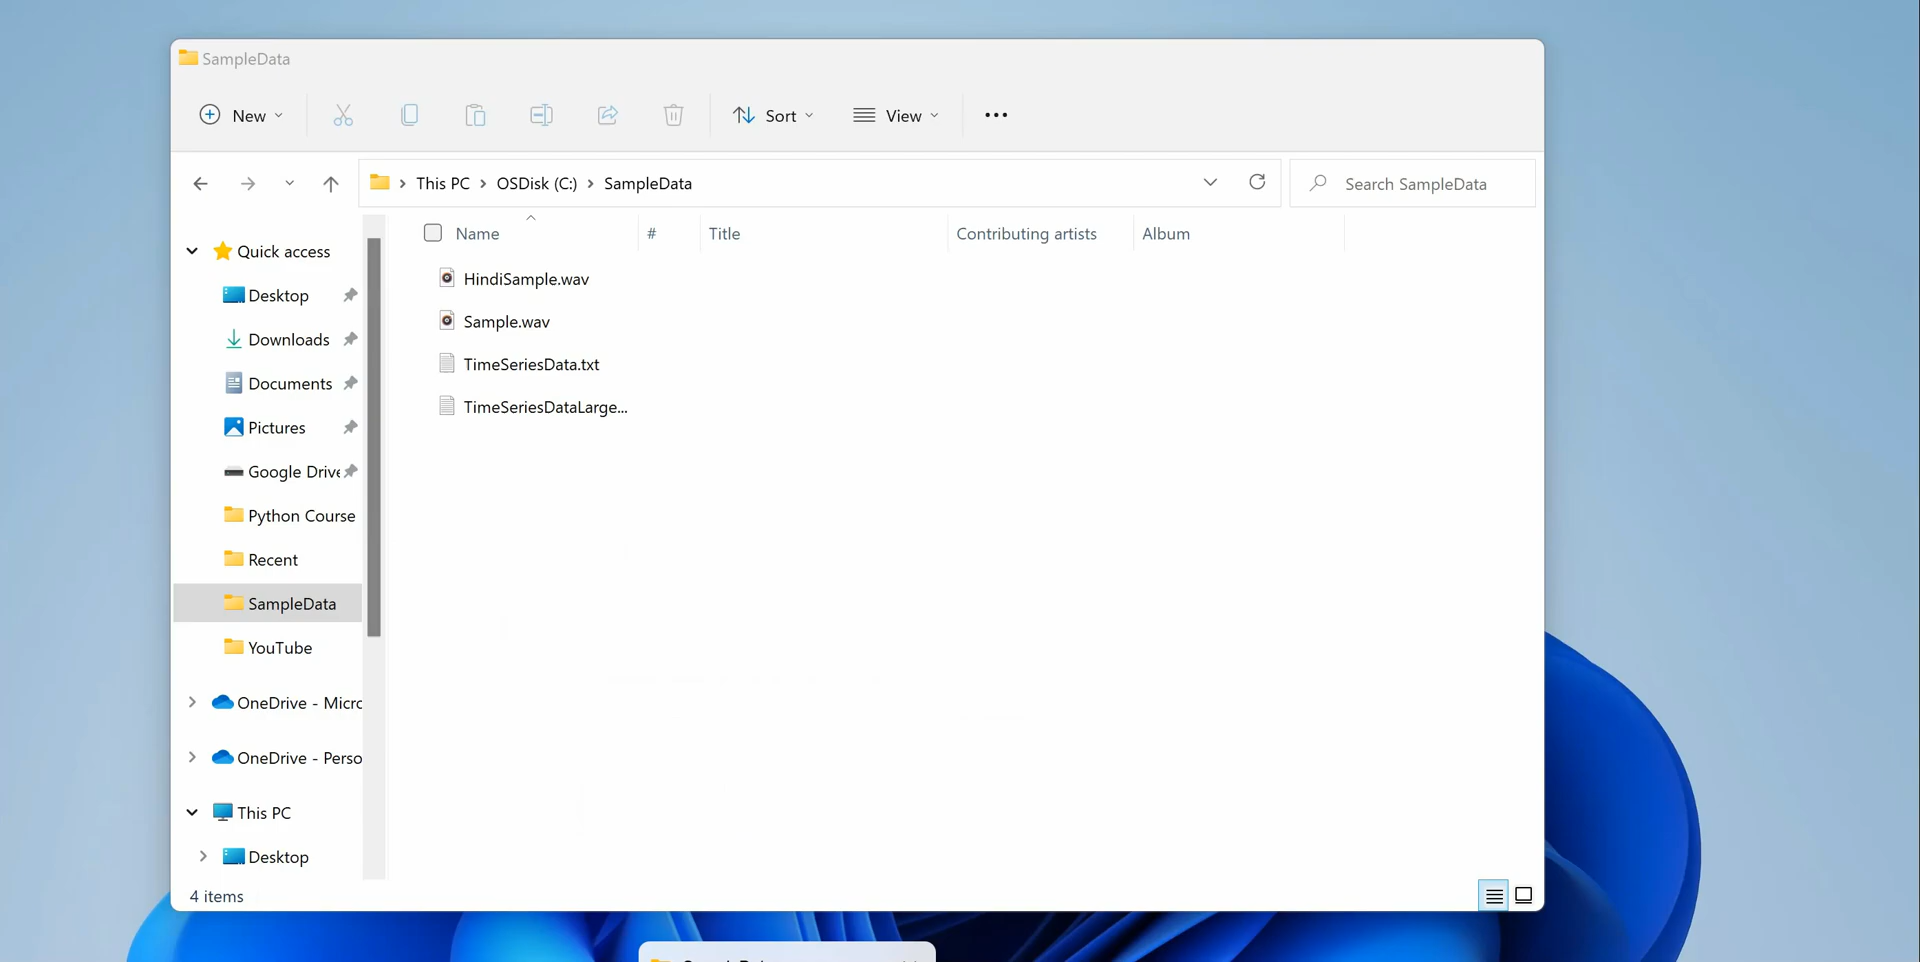 SampleData
New
Sort
View
This PC
OSDisk (C:)
SampleData
Search SampleData
Name
#
Title
Contributing artists
Album
Quick access
Desktop
Downloads
Documents
Pictures
Google Drive
Python Course
Recent
SampleData
YouTube
OneDrive - Micro
OneDrive - Perso
This PC
Desktop
HindiSample.wav
Sample.wav
TimeSeriesData.txt
TimeSeriesDataLarge...
4 items